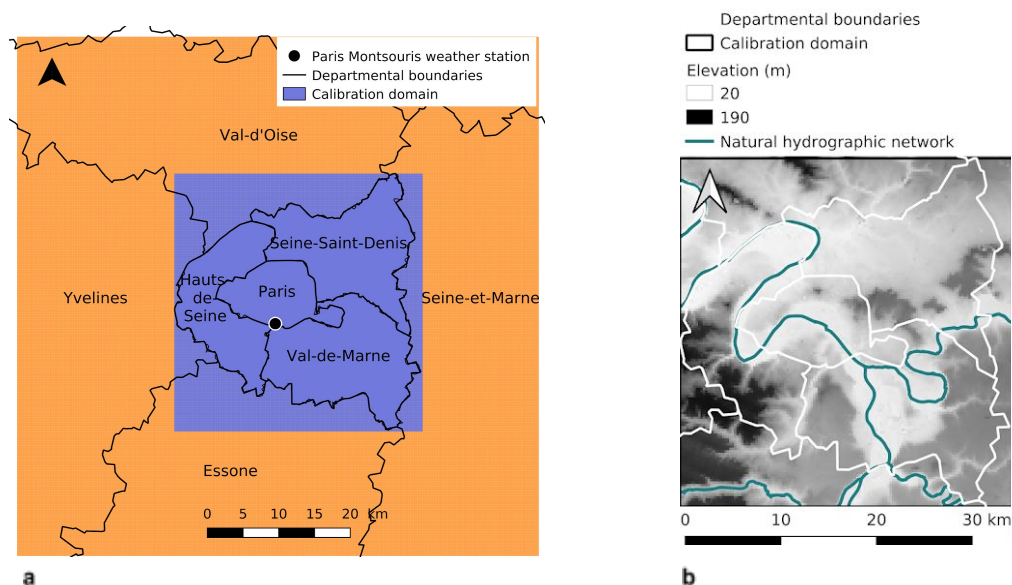 Paris Montsouris weather station
Departmental boundaries
Calibration domain
Val-d'Oise
Seine-Saint-Denis
Hauts
de-
Seine
Paris
Yvelines
Seine-et-Marne
Val-de-Marne
Essone
0 5 10 15 20 km
a
Departmental boundaries
Calibration domain
Elevation (m)
20
190
Natural hydrographic network
0 10 20 30 km
b